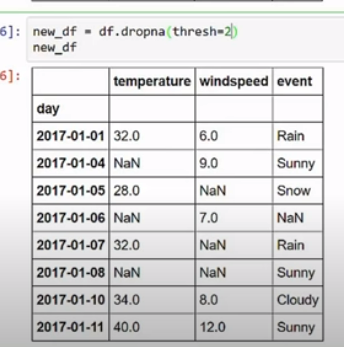 6]: new_df = df.dropna(thresh=2)
new_df
6]:
temperature windspeed event
day
2017-01-01 32.0 6.0 Rain
2017-01-04 NaN 9.0 Sunny
2017-01-05 28.0 NaN Snow
2017-01-06 NaN 7.0 NaN
2017-01-07 32.0 NaN Rain
2017-01-08 NaN NaN Sunny
2017-01-10 34.0 8.0 Cloudy
2017-01-11 40.0 12.0 Sunny